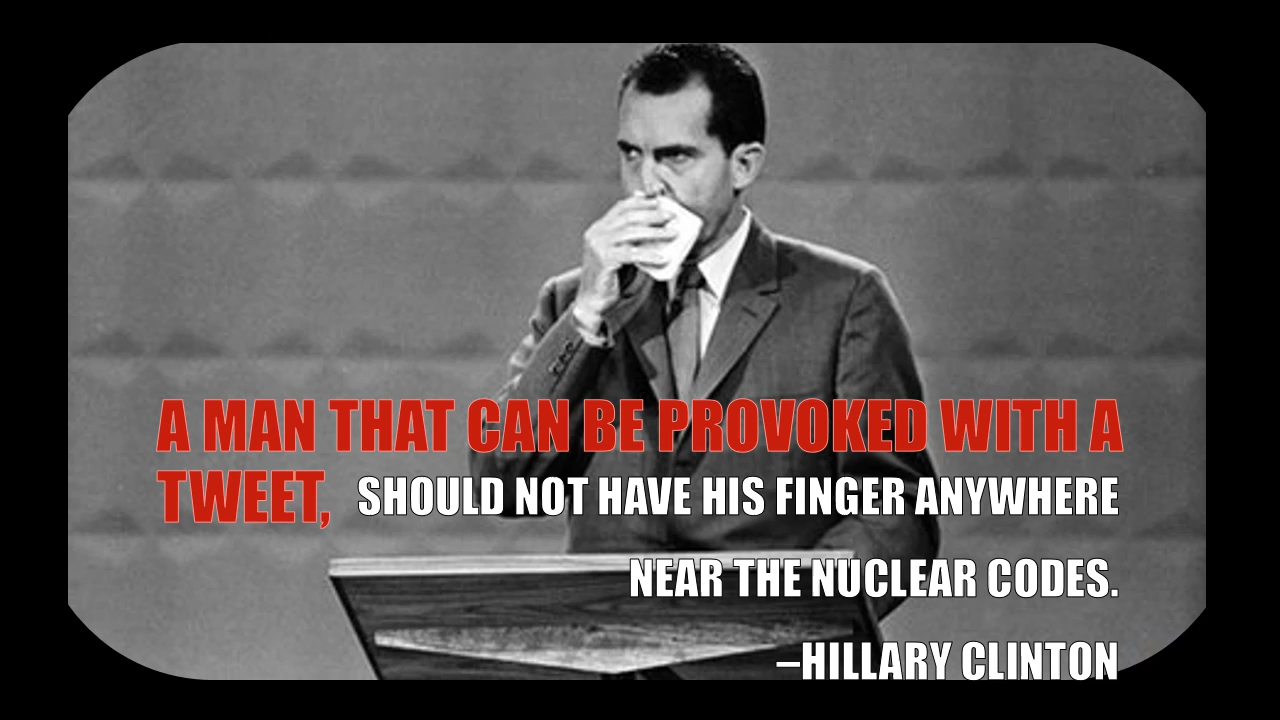 A MAN THAT CAN BE PROVOKED WITH A
TWEET, SHOULD NOT HAVE HIS FINGER ANYWHERE
NEAR THE NUCLEAR CODES.
–HILLARY CLINTON